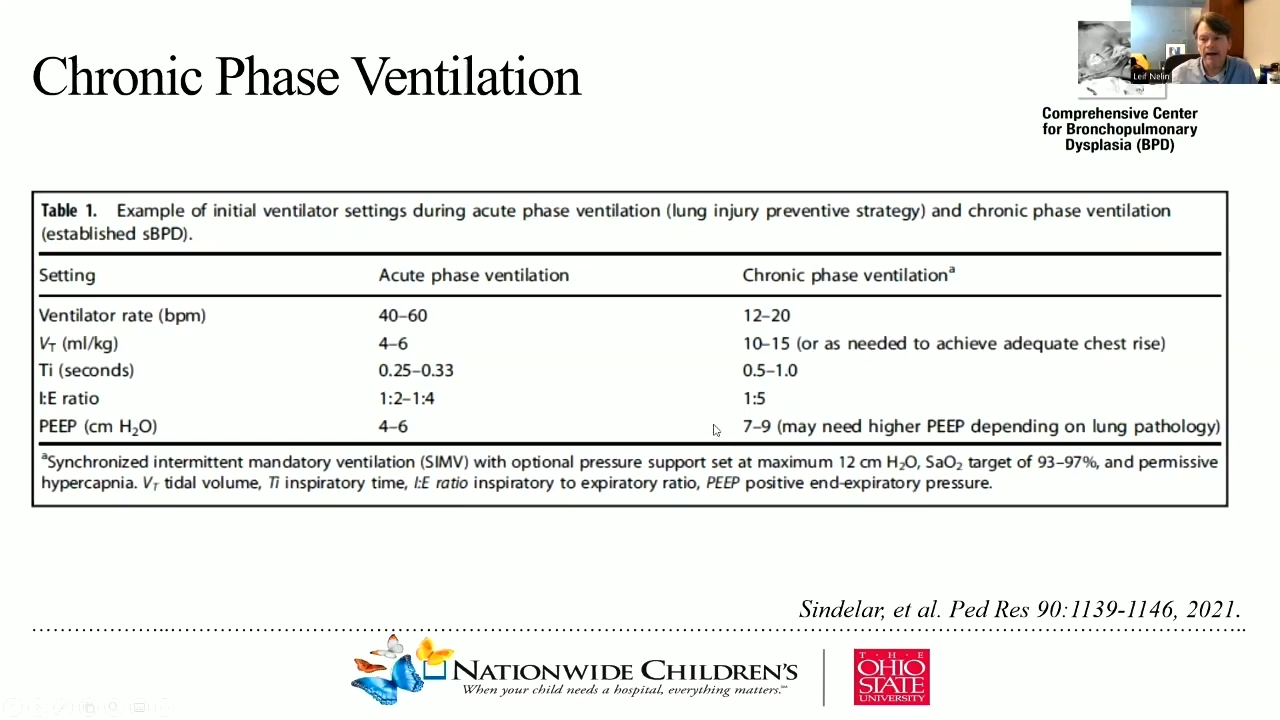 Chronic Phase Ventilation
Leif Nelin
Comprehensive Center
for Bronchopulmonary
Dysplasia (BPD)
Table 1. Example of initial ventilator settings during acute phase ventilation (lung injury preventive strategy) and chronic phase ventilation
(established sBPD).
Setting Acute phase ventilation Chronic phase ventilationᵃ
Ventilator rate (bpm) 40–60 12–20
V_T (ml/kg) 4–6 10–15 (or as needed to achieve adequate chest rise)
Ti (seconds) 0.25–0.33 0.5–1.0
I:E ratio 1:2–1:4 1:5
PEEP (cm H₂O) 4–6 7–9 (may need higher PEEP depending on lung pathology)
ᵃSynchronized intermittent mandatory ventilation (SIMV) with optional pressure support set at maximum 12 cm H₂O, SaO₂ target of 93–97%, and permissive
hypercapnia. V_T tidal volume, Ti inspiratory time, I:E ratio inspiratory to expiratory ratio, PEEP positive end-expiratory pressure.
Sindelar, et al. Ped Res 90:1139-1146, 2021.
NATIONWIDE CHILDREN'S
When your child needs a hospital, everything matters.℠
THE
OHIO
STATE
UNIVERSITY